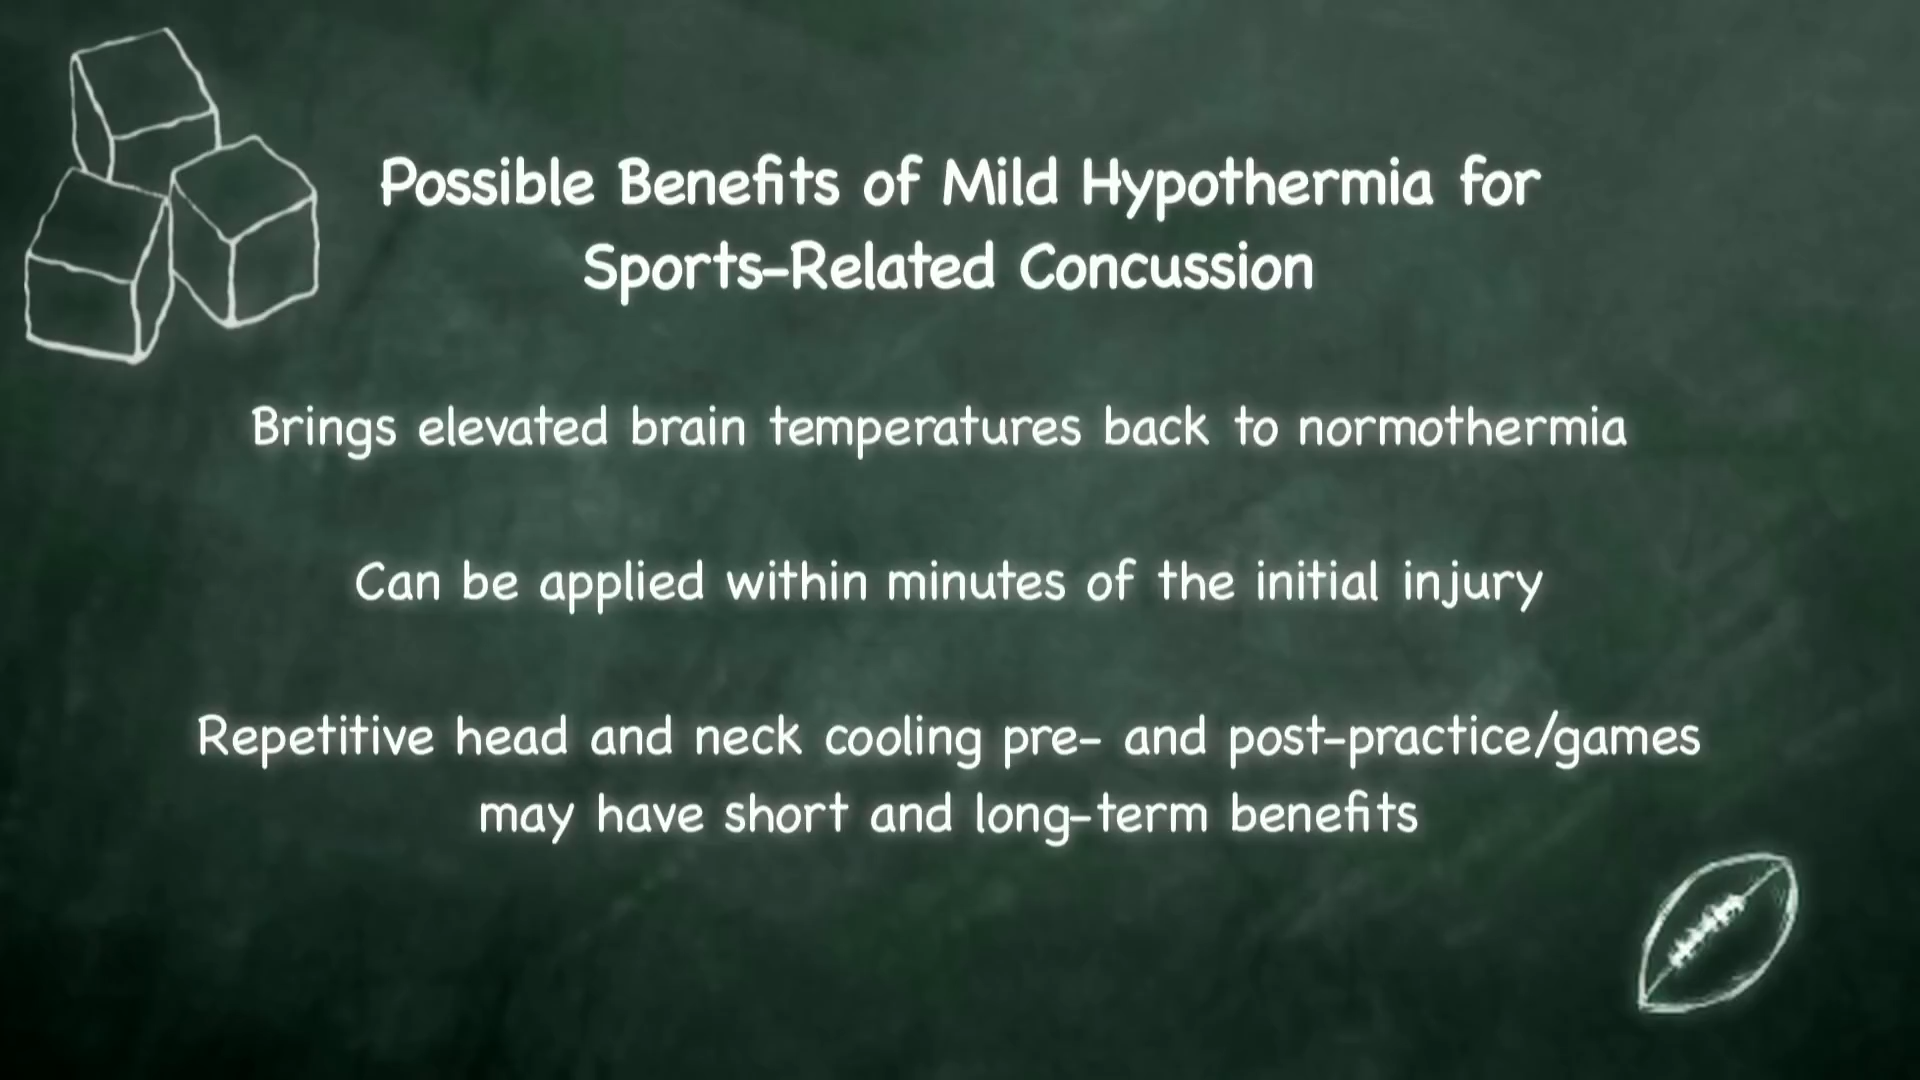 Possible Benefits of Mild Hypothermia for
Sports-Related Concussion
Brings elevated brain temperatures back to normothermia
Can be applied within minutes of the initial injury
Repetitive head and neck cooling pre- and post-practice/games
may have short and long-term benefits